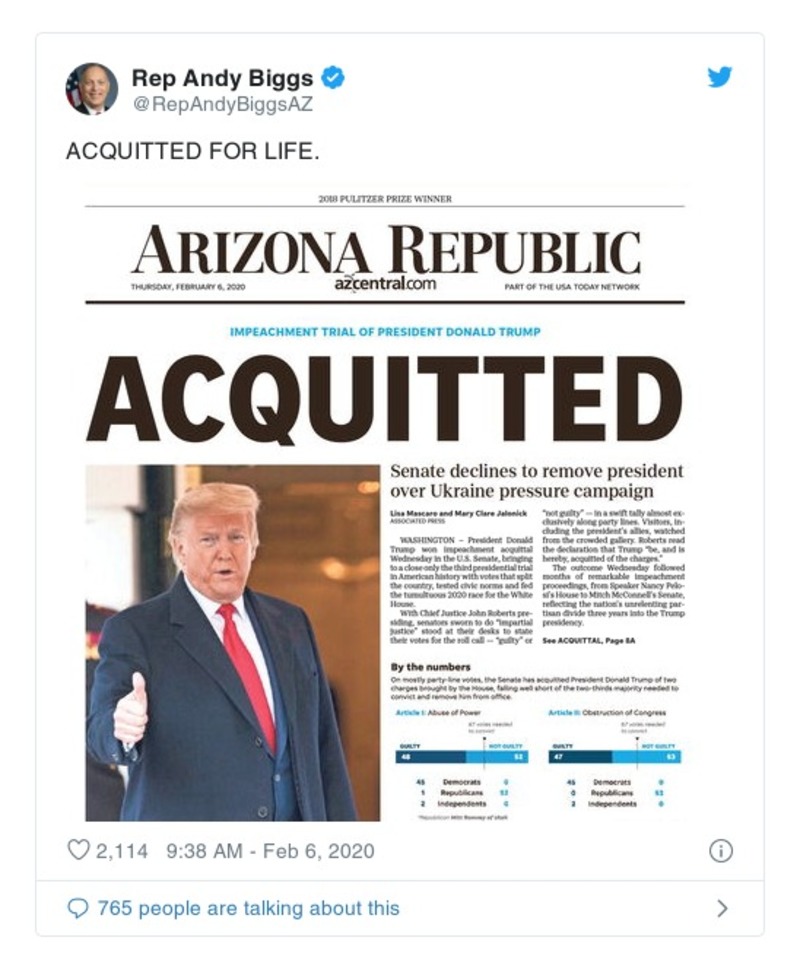 Rep Andy Biggs
@RepAndyBiggsAZ
ACQUITTED FOR LIFE.
2018 PULITZER PRIZE WINNER
ARIZONA REPUBLIC
azcentral.com
THURSDAY, FEBRUARY 6, 2020
PART OF THE USA TODAY NETWORK
IMPEACHMENT TRIAL OF PRESIDENT DONALD TRUMP
ACQUITTED
Senate declines to remove president
over Ukraine pressure campaign
Lisa Mascaro and Mary Clare Jalonick
ASSOCIATED PRESS
WASHINGTON – President Donald
Trump won impeachment acquittal
Wednesday in the U.S. Senate, bringing
to a close only the third presidential trial
in American history with votes that split
the country, tested civic norms and fed
the tumultuous 2020 race for the White
House.
With Chief Justice John Roberts pre-
siding, senators sworn to do "impartial
justice" stood at their desks to state
their votes for the roll call — "guilty" or
"not guilty" — in a swift tally almost ex-
clusively along party lines. Visitors, in-
cluding the president's allies, watched
from the crowded gallery. Roberts read
the declaration that Trump "be, and is
hereby, acquitted of the charges."
The outcome Wednesday followed
months of remarkable impeachment
proceedings, from Speaker Nancy Pelo-
si's House to Mitch McConnell's Senate,
reflecting the nation's unrelenting par-
tisan divide three years into the Trump
presidency.
See ACQUITTAL, Page 8A
By the numbers
On mostly party-line votes, the Senate has acquitted President Donald Trump of two
charges brought by the House, falling well short of the two-thirds majority needed to
convict and remove him from office.
Article I: Abuse of Power
67 votes needed
to convict
GUILTY NOT GUILTY
48 52
45 Democrats 0
1 Republicans 52
2 Independents 0
*Republican Mitt Romney of Utah
Article II: Obstruction of Congress
67 votes needed
to convict
GUILTY NOT GUILTY
47 53
45 Democrats 0
0 Republicans 53
2 Independents 0
2,114 9:38 AM - Feb 6, 2020
765 people are talking about this